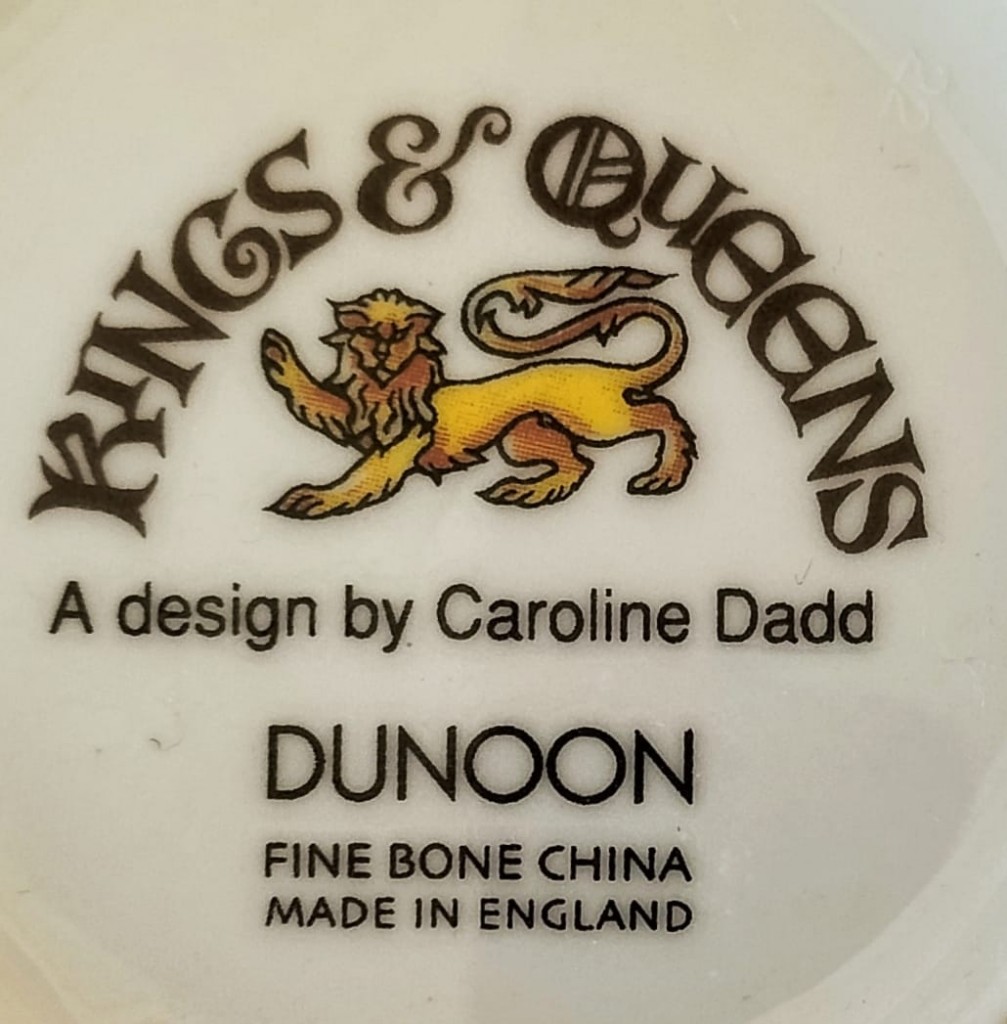 KINGS & QUEENS
A design by Caroline Dadd
DUNOON
FINE BONE CHINA
MADE IN ENGLAND